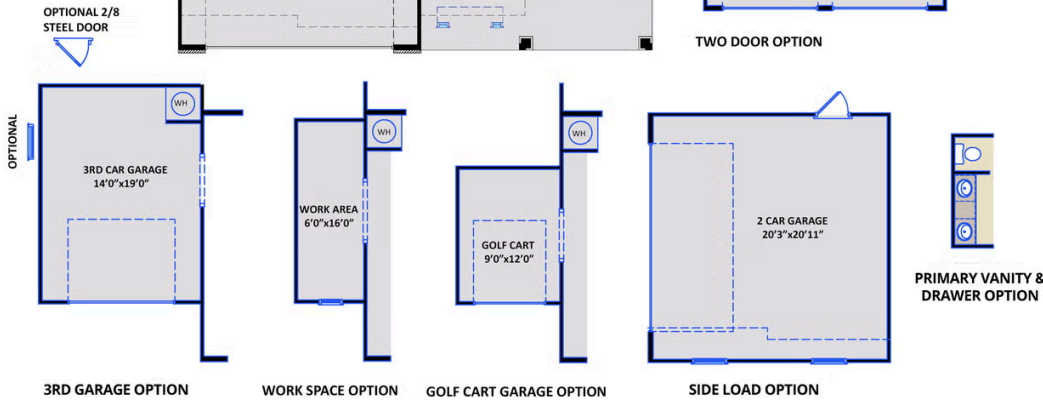 OPTIONAL 2/8
STEEL DOOR
TWO DOOR OPTION
OPTIONAL
WH
3RD CAR GARAGE
14'0"x19'0"
3RD GARAGE OPTION
WH
WORK AREA
6'0"x16'0"
WORK SPACE OPTION
WH
GOLF CART
9'0"x12'0"
GOLF CART GARAGE OPTION
2 CAR GARAGE
20'3"x20'11"
SIDE LOAD OPTION
PRIMARY VANITY &
DRAWER OPTION